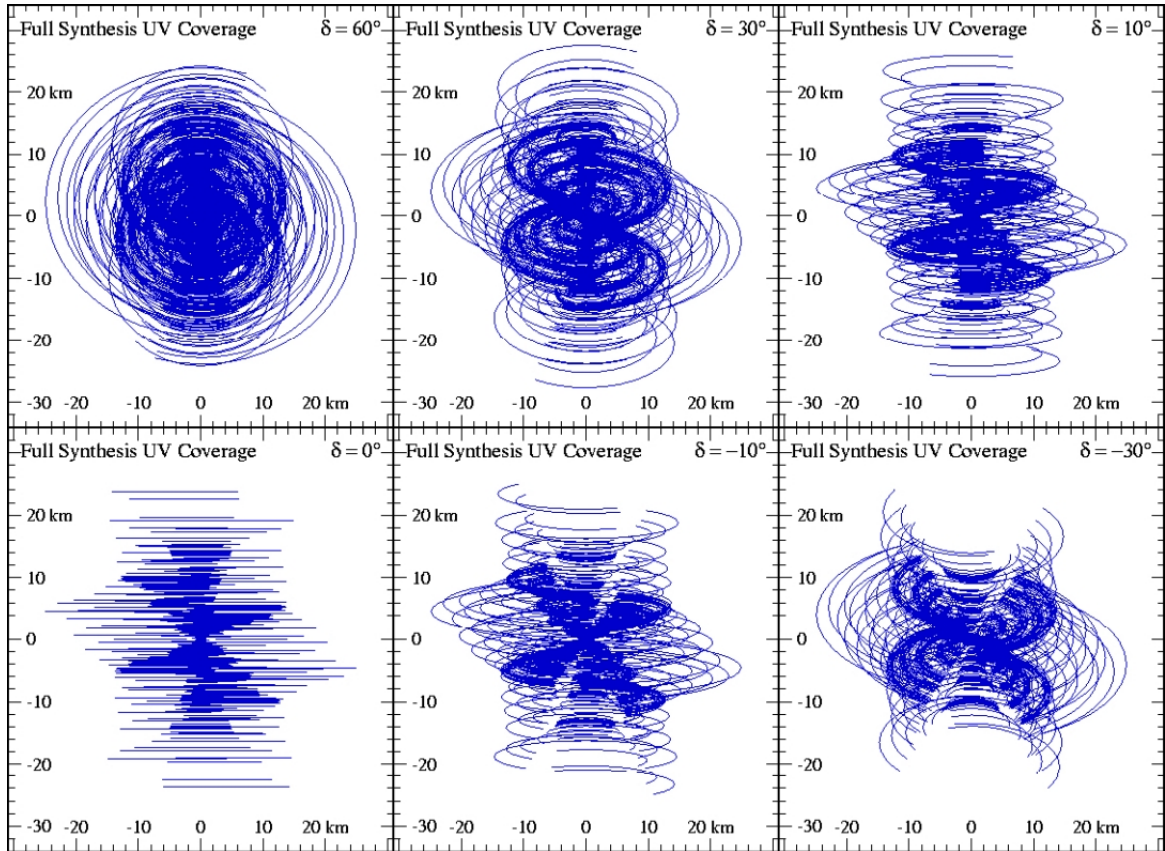 Full Synthesis UV Coverage δ = 60°
20 km
10
0
-10
-20
-30 -20 -10 0 10 20 km
Full Synthesis UV Coverage δ = 30°
20 km
10
0
-10
-20
-30 -20 -10 0 10 20 km
Full Synthesis UV Coverage δ = 10°
20 km
10
0
-10
-20
-30 -20 -10 0 10 20 km
Full Synthesis UV Coverage δ = 0°
20 km
10
0
-10
-20
-30 -20 -10 0 10 20 km
Full Synthesis UV Coverage δ = −10°
20 km
10
0
-10
-20
-30 -20 -10 0 10 20 km
Full Synthesis UV Coverage δ = −30°
20 km
10
0
-10
-20
-30 -20 -10 0 10 20 km